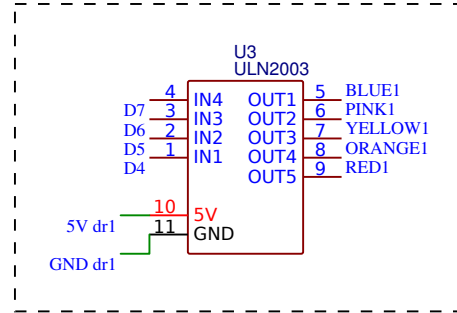 U3
ULN2003
4 IN4 OUT1 5 BLUE1
D7 3 IN3 OUT2 6 PINK1
D6 2 IN2 OUT3 7 YELLOW1
D5 1 IN1 OUT4 8 ORANGE1
D4 OUT5 9 RED1
10 5V
5V dr1
11 GND
GND dr1